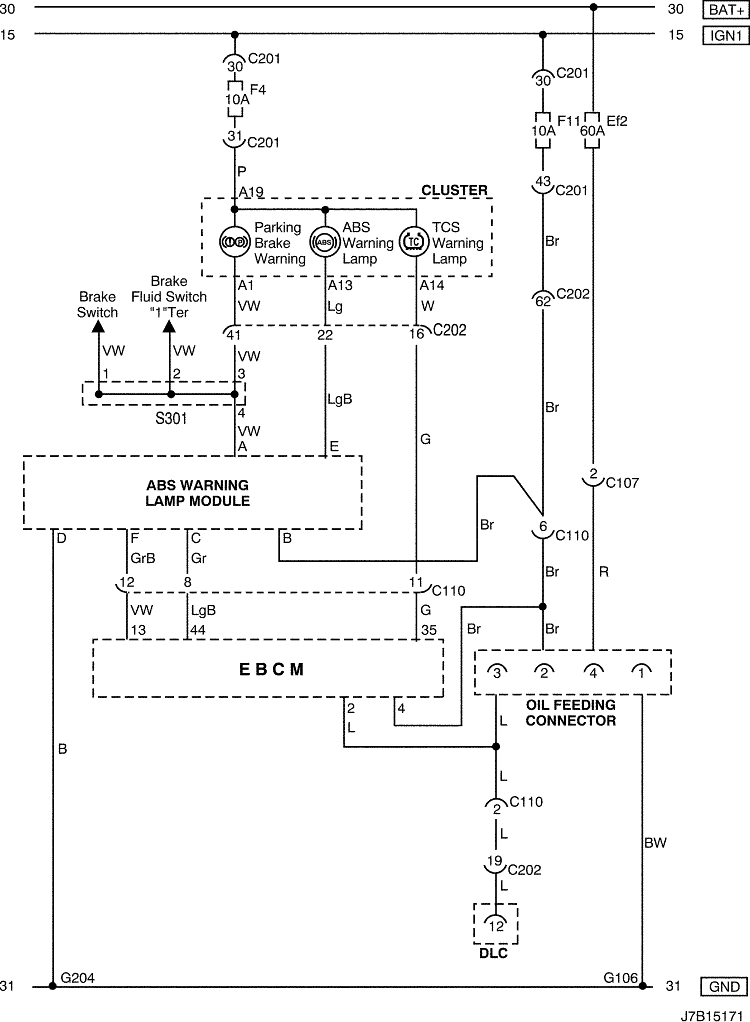 30 30 BAT+
15 15 IGN1
30 C201
F4
10A
31 C201
P
A19
30 C201
F11 Ef2
10A 60A
43 C201
Br
CLUSTER
Parking
Brake
Warning
ABS
ABS
Warning
Lamp
TC
TCS
Warning
Lamp
P
A1 A13 A14
VW Lg W
41 22 16 C202
62 C202
Brake
Switch
Brake
Fluid Switch
"1"Ter
VW VW VW
1 2 3
S301
4
VW
A E
LgB
G
Br
ABS WARNING
LAMP MODULE
D F C B
GrB Gr
Br
2 C107
6 C110
Br R
12 8 11 C110
VW LgB G
13 44 35
Br Br
E B C M
2 4
L
3 2 4 1
OIL FEEDING
CONNECTOR
L
B
L
2 C110
L
19 C202
L
12
DLC
BW
31 G204 G106 31 GND
J7B15171